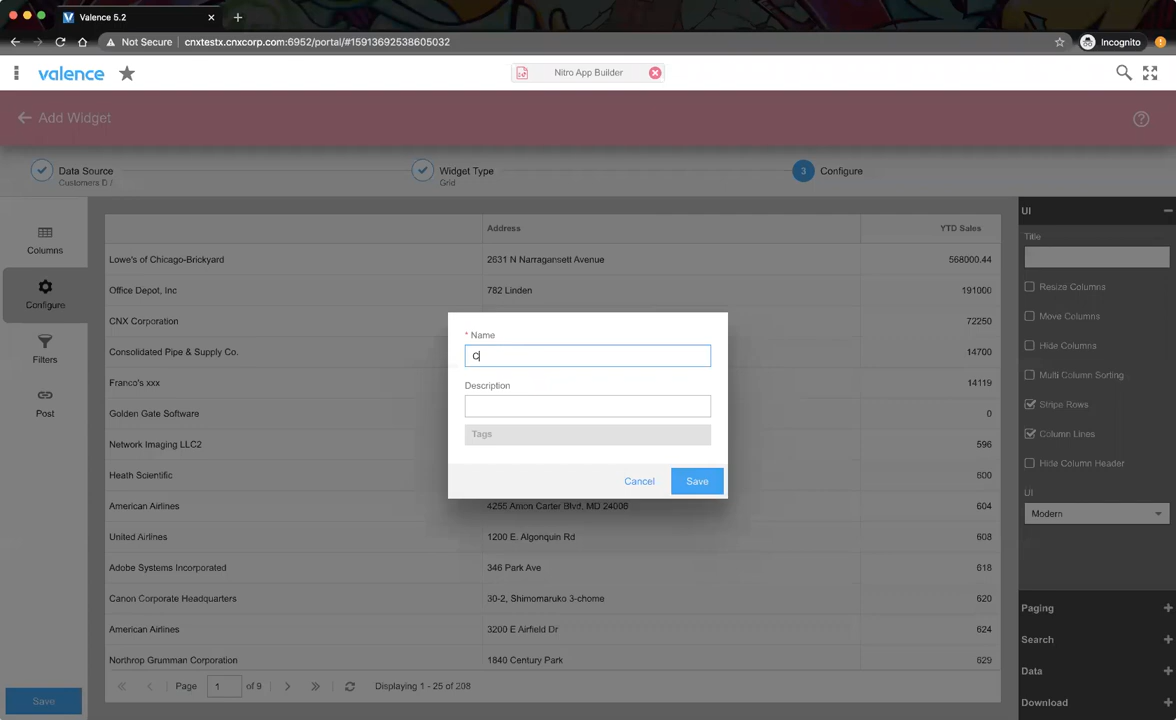 Valence 5.2
Not Secure cnxtestx.cnxcorp.com:6952/portal/#15913692538605032
Incognito
valence
Nitro App Builder
Add Widget
Data Source
Customers D /
Widget Type
Grid
3 Configure
Columns
Configure
Filters
Post
Address YTD Sales
Lowe's of Chicago-Brickyard 2631 N Narragansett Avenue 568000.44
Office Depot, Inc 782 Linden 191000
CNX Corporation 72250
Consolidated Pipe & Supply Co. 14700
Franco's xxx 14119
Golden Gate Software 0
Network Imaging LLC2 596
Heath Scientific 600
American Airlines 4255 Amon Carter Blvd, MD 24006 604
United Airlines 1200 E. Algonquin Rd 608
Adobe Systems Incorporated 346 Park Ave 618
Canon Corporate Headquarters 30-2, Shimomaruko 3-chome 620
American Airlines 3200 E Airfield Dr 624
Northrop Grumman Corporation 1840 Century Park 629
Page 1 of 9 Displaying 1 - 25 of 208
Save
* Name
C
Description
Tags
Cancel Save
UI
Title
Resize Columns
Move Columns
Hide Columns
Multi Column Sorting
Stripe Rows
Column Lines
Hide Column Header
UI
Modern
Paging
Search
Data
Download